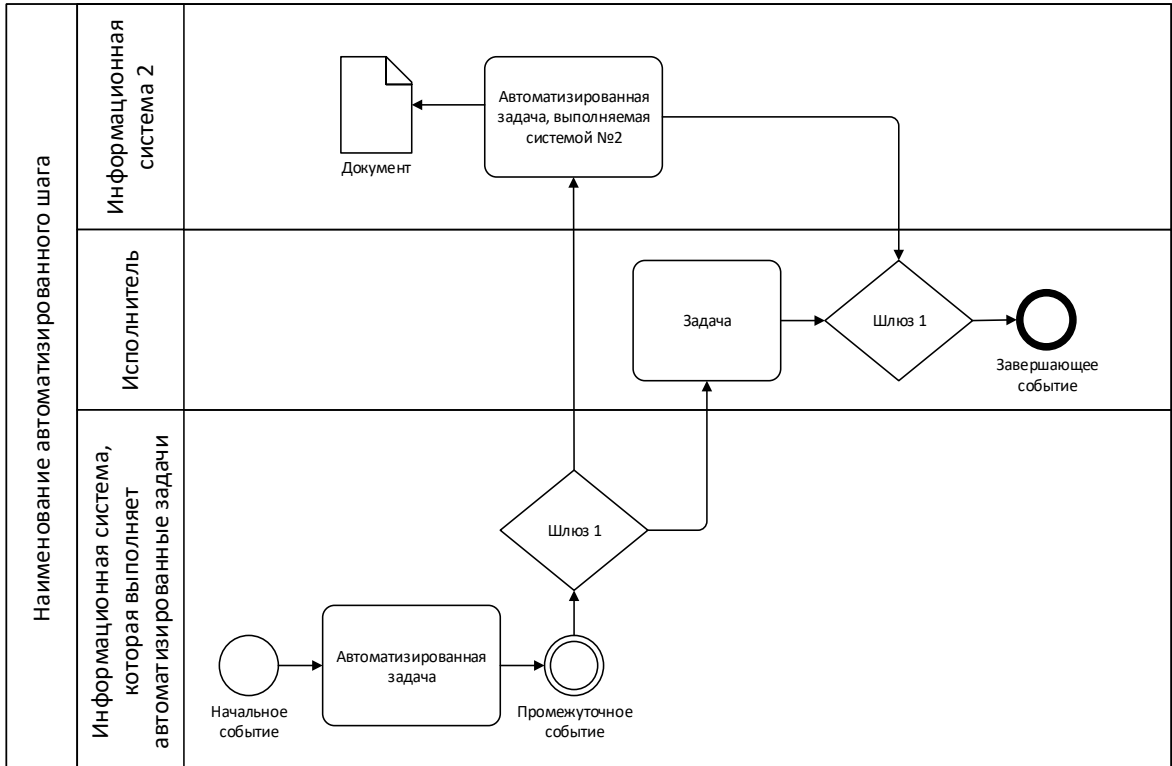 Наименование автоматизированного шага
Информационная
система 2
Документ
Автоматизированная
задача, выполняемая
системой №2
Исполнитель
Задача
Шлюз 1
Завершающее
событие
Информационная система,
которая выполняет
автоматизированные задачи
Шлюз 1
Начальное
событие
Автоматизированная
задача
Промежуточное
событие